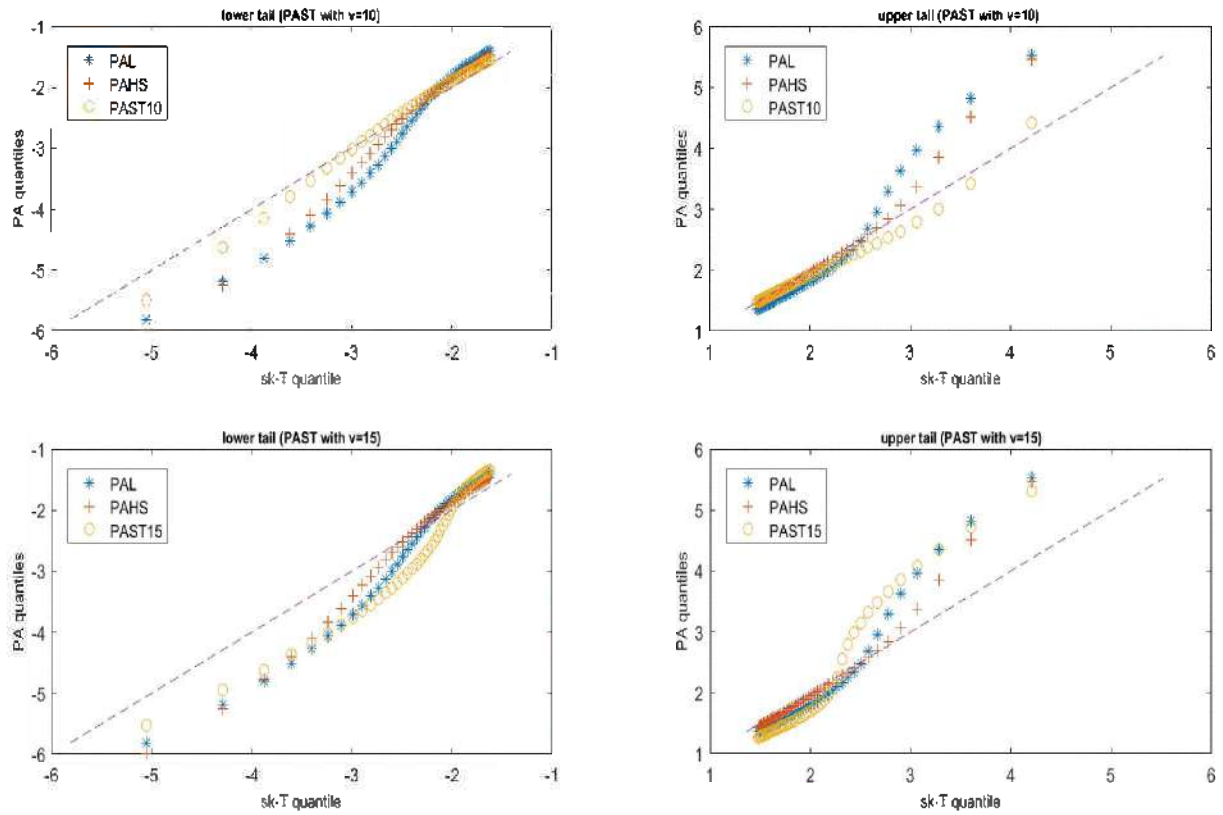 lower tail (PAST with v=10)
PA quantiles
-1
-2
-3
-4
-5
-6
PAL
PAHS
PAST10
-6
-5
-4
-3
-2
-1
sk-T quantile
upper tail (PAST with v=10)
PA quantiles
6
5
4
3
2
1
PAL
PAHS
PAST10
1
2
3
4
5
6
sk-T quantile
lower tail (PAST with v=15)
PA quantiles
-1
-2
-3
-4
-5
-6
PAL
PAHS
PAST15
-6
-5
-4
-3
-2
-1
sk-T quantile
upper tail (PAST with v=15)
PA quantiles
6
5
4
3
2
1
PAL
PAHS
PAST15
1
2
3
4
5
6
sk-T quantile